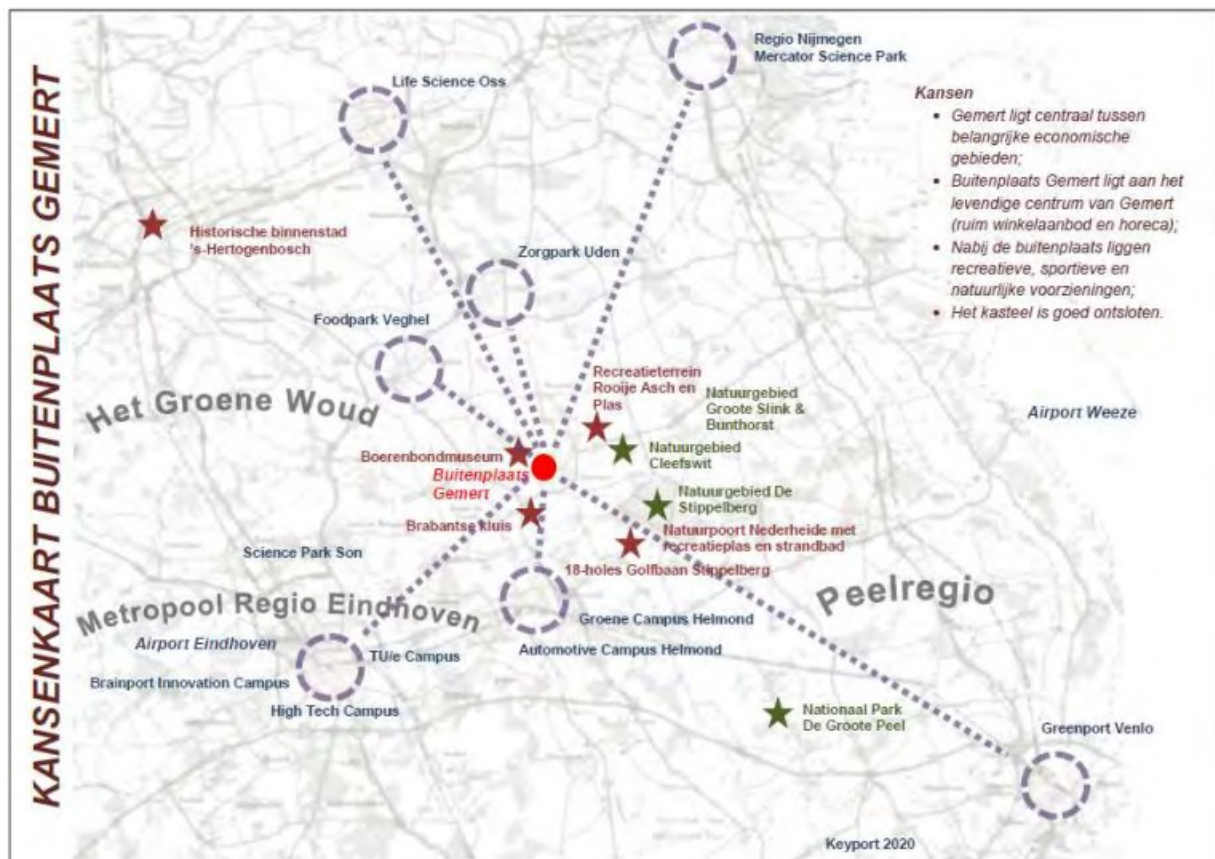 KANSENKAART BUITENPLAATS GEMERT
Regio Nijmegen
Mercator Science Park
Life Science Oss
Kansen
• Gemert ligt centraal tussen
belangrijke economische
gebieden;
• Buitenplaats Gemert ligt aan het
levendige centrum van Gemert
(ruim winkelaanbod en horeca);
• Nabij de buitenplaats liggen
recreatieve, sportieve en
natuurlijke voorzieningen;
• Het kasteel is goed ontsloten.
Historische binnenstad
's-Hertogenbosch
Zorgpark Uden
Foodpark Veghel
Het Groene Woud
Recreatieterrein
Rooije Asch en
Plas
Natuurgebied
Groote Slink &
Bunthorst
Airport Weeze
Boerenbondmuseum
Buitenplaats
Gemert
Natuurgebied
Cleefswit
Natuurgebied De
Stippelberg
Brabantse kluis
Natuurpoort Nederheide met
recreatieplas en strandbad
18-holes Golfbaan Stippelberg
Science Park Son
Peelregio
Metropool Regio Eindhoven
Groene Campus Helmond
Automotive Campus Helmond
Airport Eindhoven
TU/e Campus
Brainport Innovation Campus
High Tech Campus
Nationaal Park
De Groote Peel
Greenport Venlo
Keyport 2020